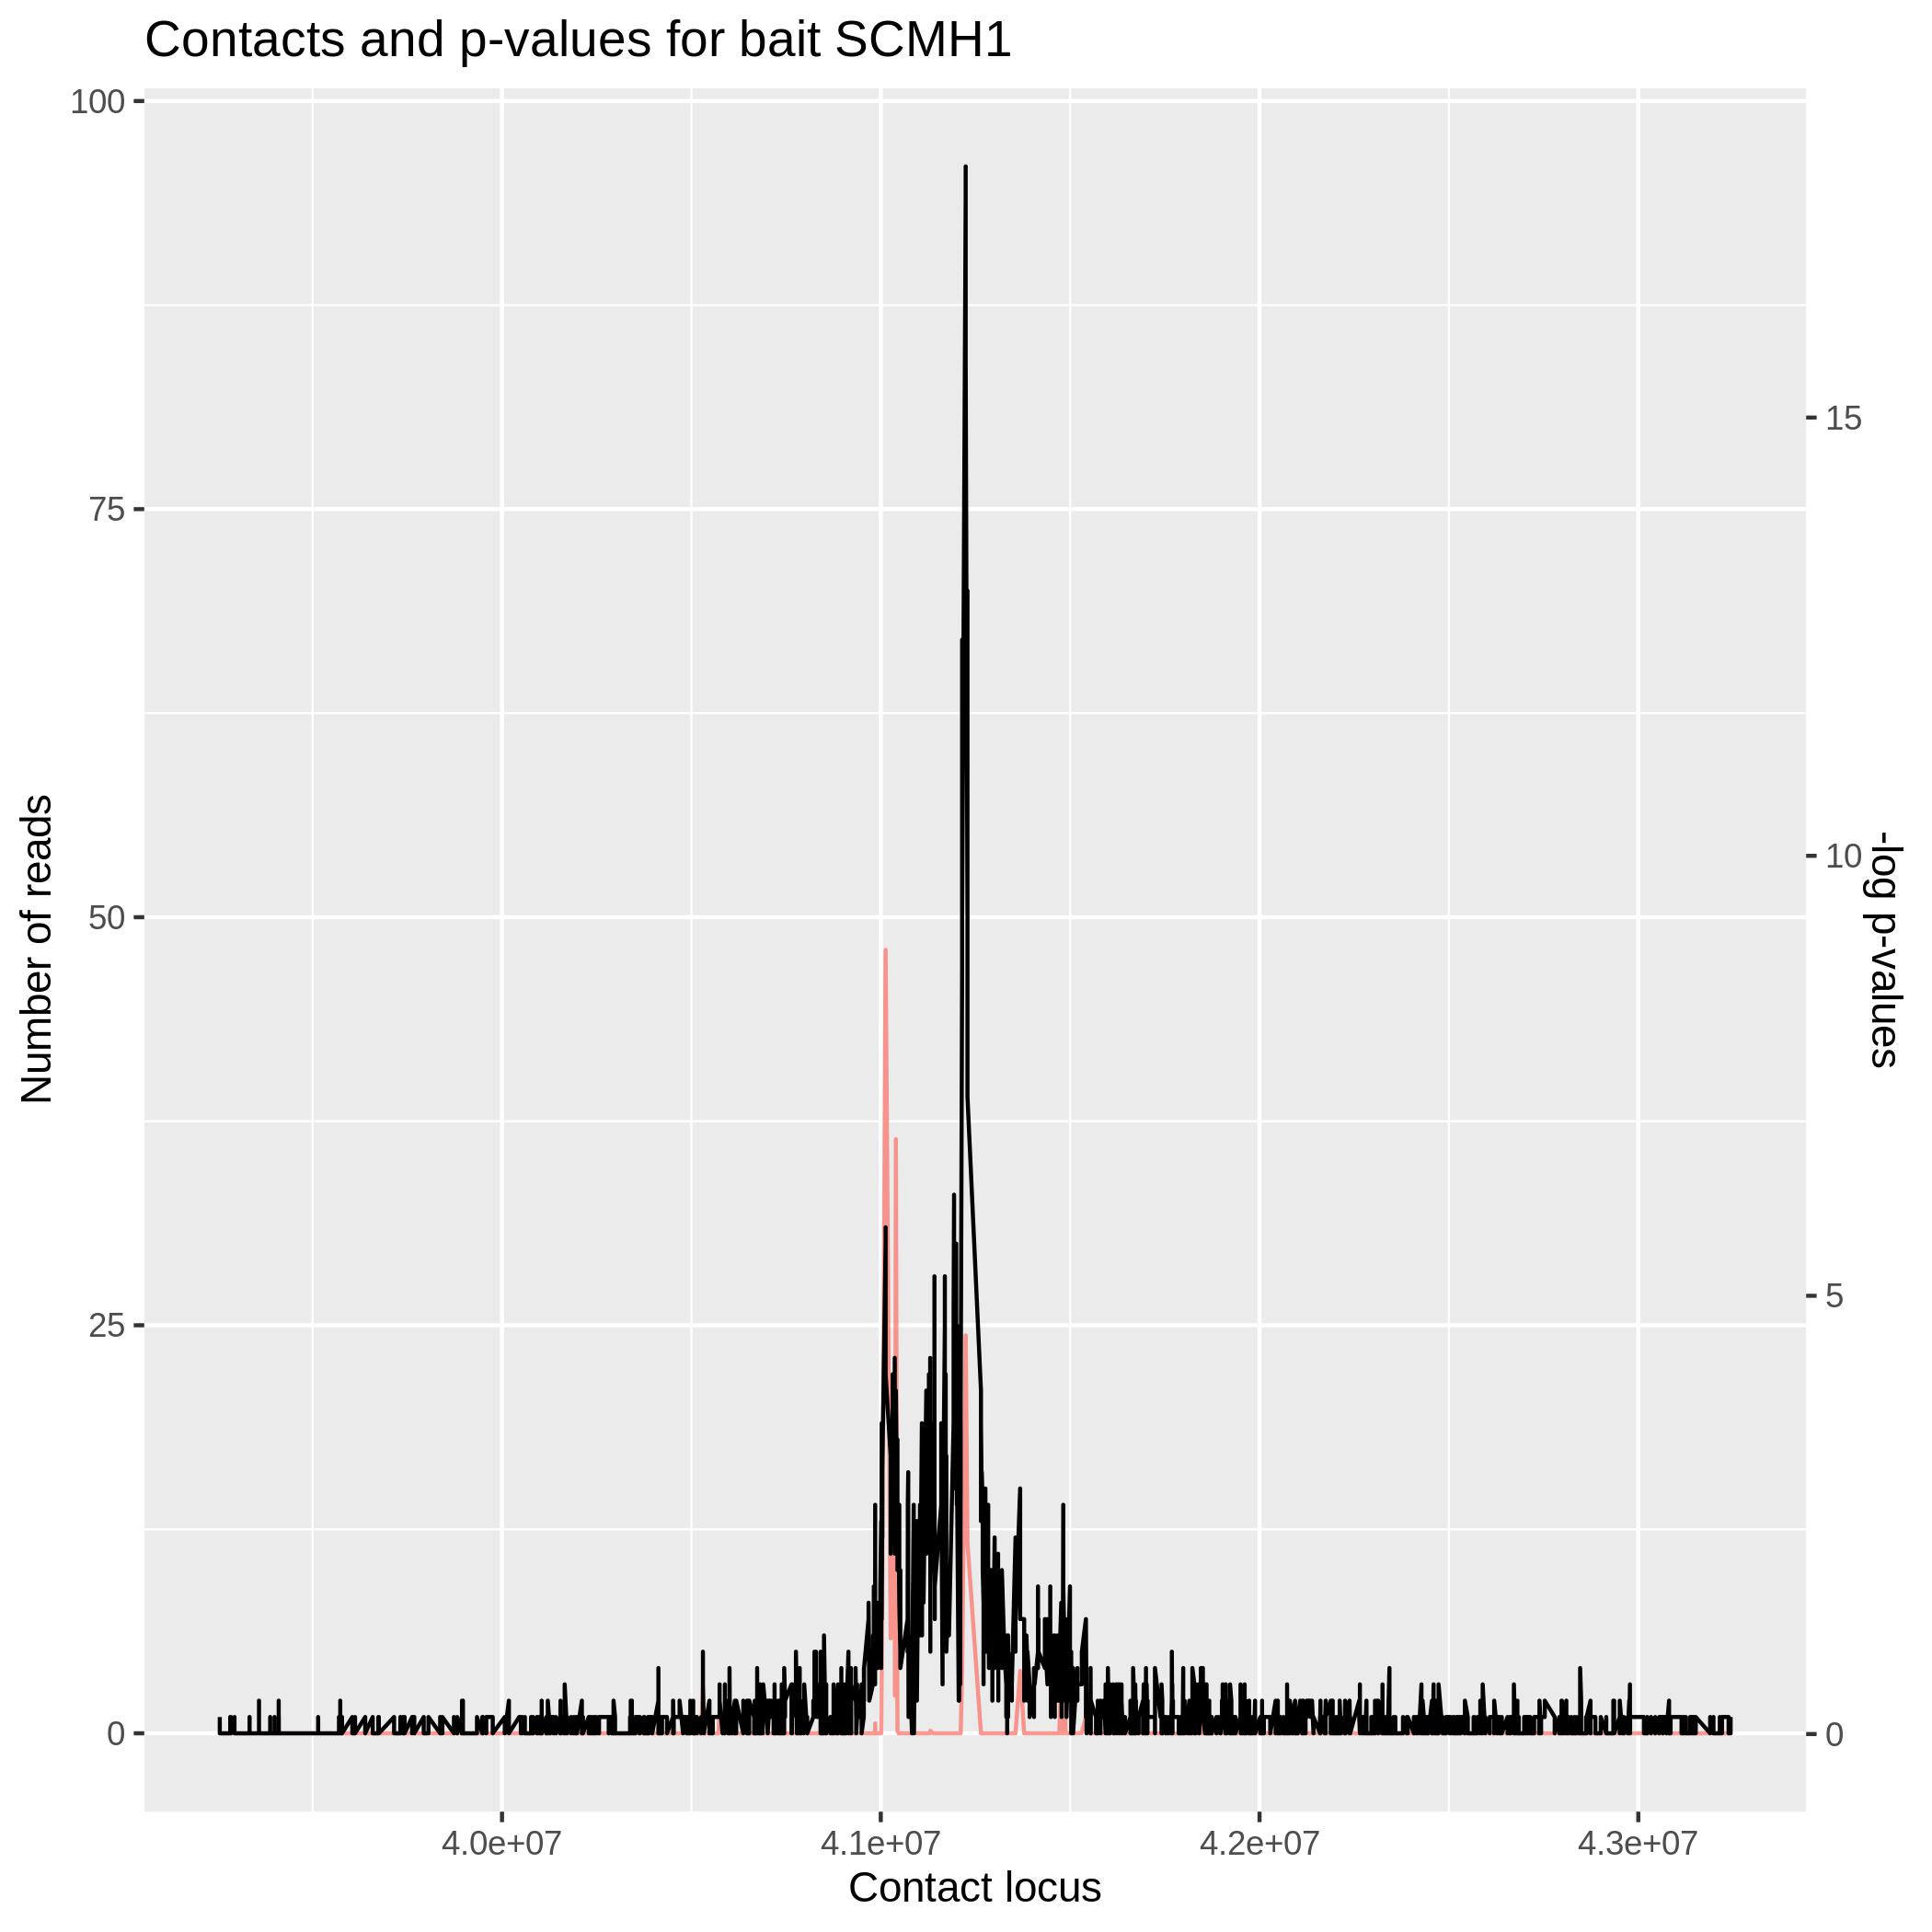 Contacts and p-values for bait SCMH1
100
75
50
25
0
Number of reads
15
10
5
0
-log p-values
4.0e+07 4.1e+07 4.2e+07 4.3e+07
Contact locus